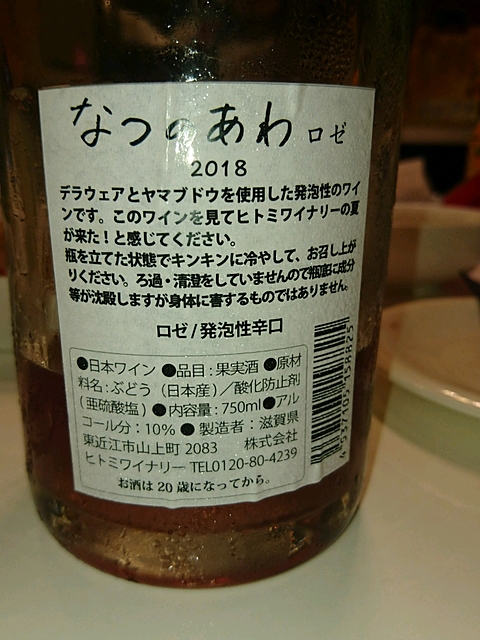 なつのあわ ロゼ
2018
デラウェアとヤマブドウを使用した発泡性のワイ
ンです。このワインを見てヒトミワイナリーの夏
が来た!と感じてください。
瓶を立てた状態でキンキンに冷やして、お召し上が
りください。ろ過・清澄をしていませんので瓶底に成分
等が沈殿しますが身体に害するものではありません。
ロゼ/発泡性辛口
●日本ワイン ●品目:果実酒 ●原材
料名:ぶどう(日本産)/酸化防止剤
(亜硫酸塩)●内容量:750ml●アル
コール分:10% ● 製造者:滋賀県
東近江市山上町 2083 株式会社
ヒトミワイナリー TEL0120-80-4239
お酒は20歳になってから。